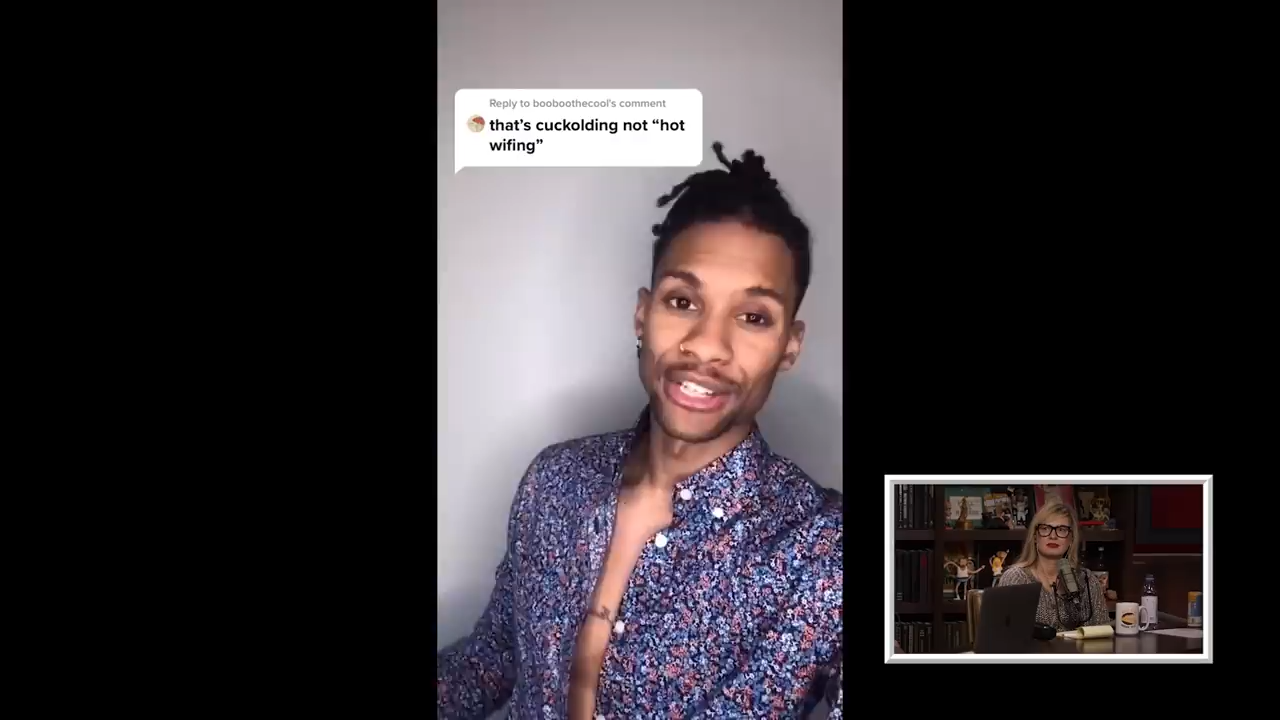 Reply to booboothecool's comment
that’s cuckolding not “hot
wifing”